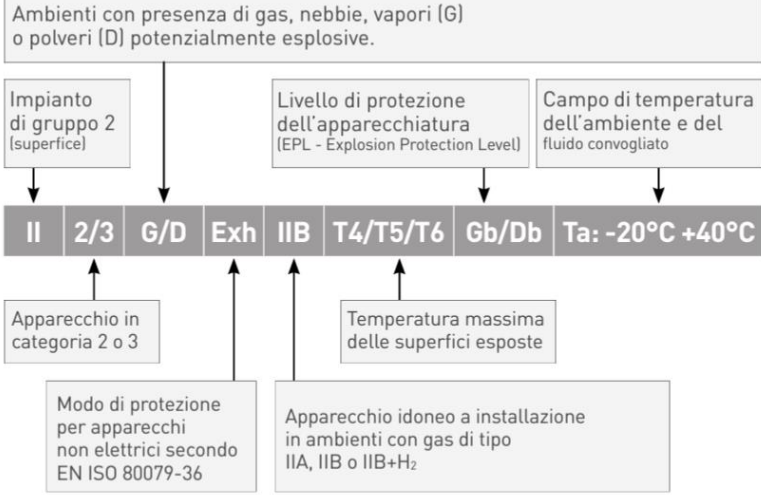 Ambienti con presenza di gas, nebbie, vapori (G)
o polveri (D) potenzialmente esplosive.
Impianto
di gruppo 2
(superfice)
Livello di protezione
dell'apparecchiatura
(EPL - Explosion Protection Level)
Campo di temperatura
dell'ambiente e del
fluido convogliato
II 2/3 G/D Exh IIB T4/T5/T6 Gb/Db Ta: -20°C +40°C
Apparecchio in
categoria 2 o 3
Temperatura massima
delle superfici esposte
Modo di protezione
per apparecchi
non elettrici secondo
EN ISO 80079-36
Apparecchio idoneo a installazione
in ambienti con gas di tipo
IIA, IIB o IIB+H₂